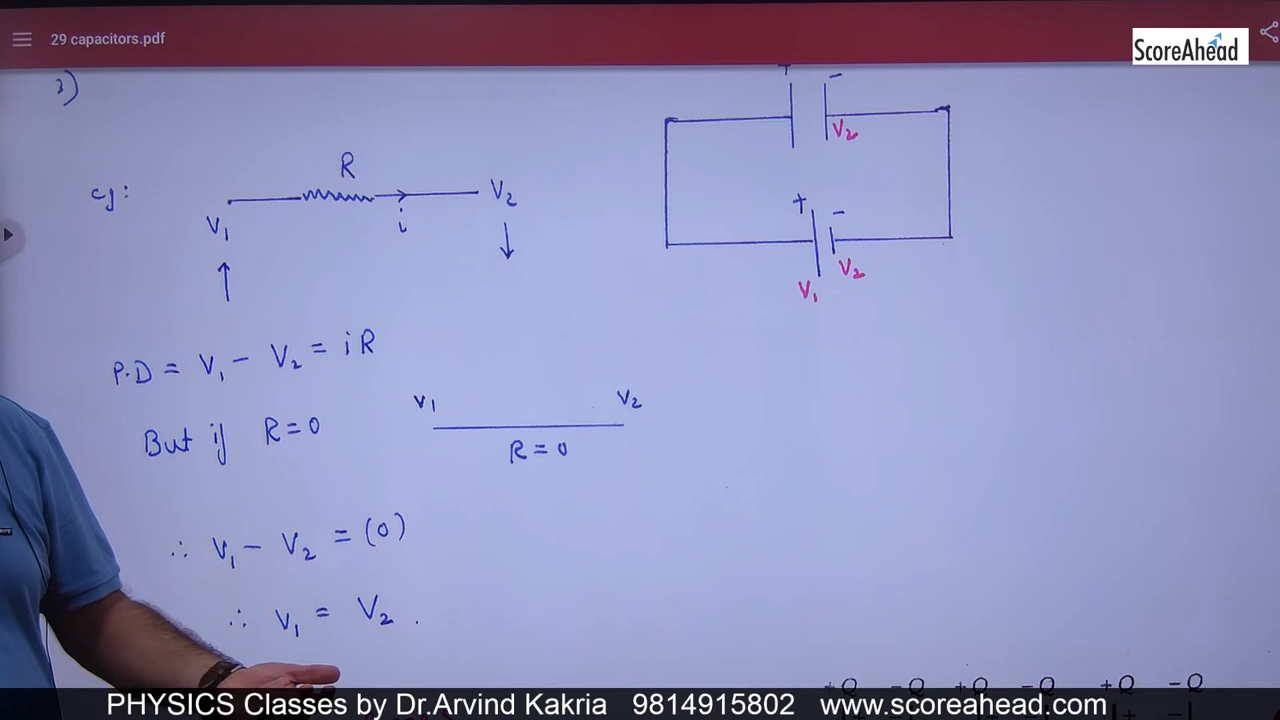 29 capacitors.pdf
ScoreAhead
3)
+ -
V2
R
eg:
V1
i
V2
+ -
V1 V2
P.D = V1 - V2 = iR
V1 V2
But if R = 0
R = 0
∴ V1 - V2 = (0)
∴ V1 = V2 .
+Q -Q +Q -Q +Q -Q
PHYSICS Classes by Dr.Arvind Kakria 9814915802 www.scoreahead.com